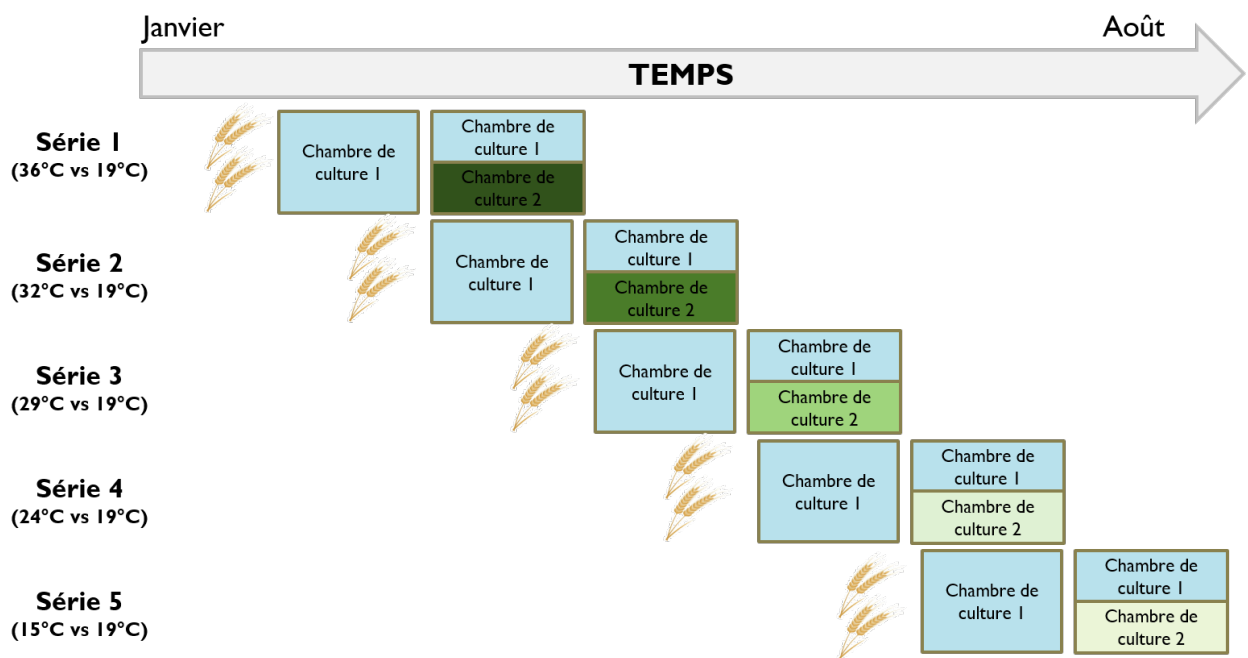 Janvier
Août
TEMPS
Série 1
(36°C vs 19°C)
Chambre de
culture 1
Chambre de
culture 1
Chambre de
culture 2
Série 2
(32°C vs 19°C)
Chambre de
culture 1
Chambre de
culture 1
Chambre de
culture 2
Série 3
(29°C vs 19°C)
Chambre de
culture 1
Chambre de
culture 1
Chambre de
culture 2
Série 4
(24°C vs 19°C)
Chambre de
culture 1
Chambre de
culture 1
Chambre de
culture 2
Série 5
(15°C vs 19°C)
Chambre de
culture 1
Chambre de
culture 1
Chambre de
culture 2